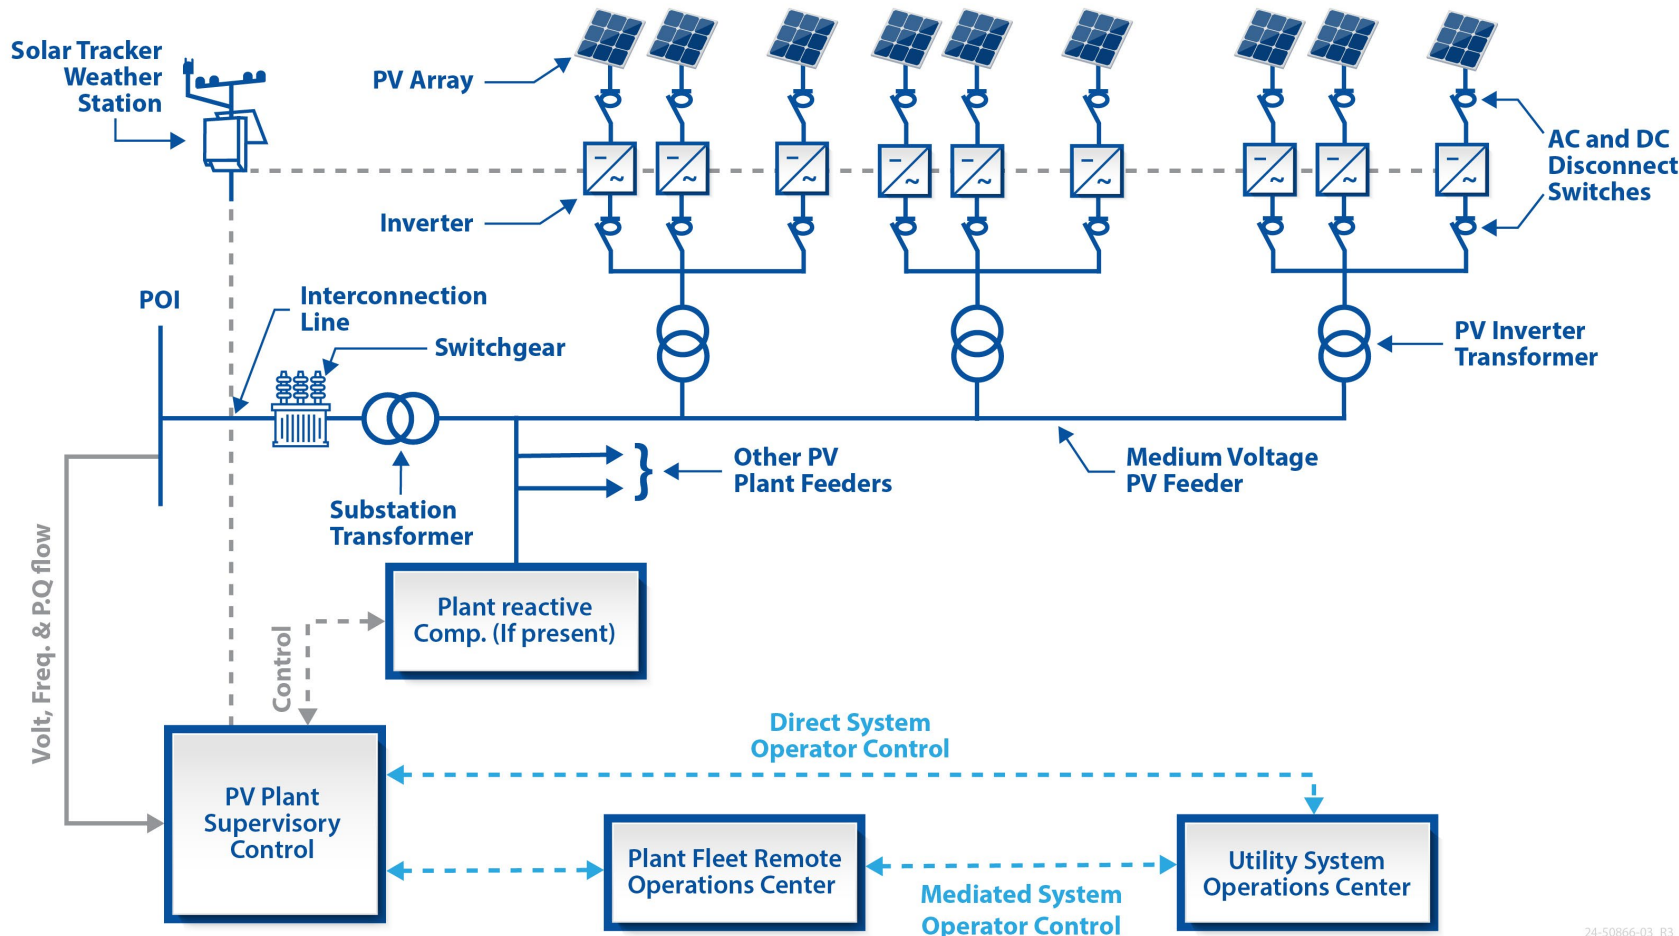 Solar Tracker
Weather
Station
PV Array
AC and DC
Disconnect
Switches
Inverter
POI
Interconnection
Line
Switchgear
PV Inverter
Transformer
Other PV
Plant Feeders
Medium Voltage
PV Feeder
Substation
Transformer
Volt, Freq. & P.Q flow
Control
Plant reactive
Comp. (If present)
Direct System
Operator Control
PV Plant
Supervisory
Control
Plant Fleet Remote
Operations Center
Mediated System
Operator Control
Utility System
Operations Center
24-50866-03_R3